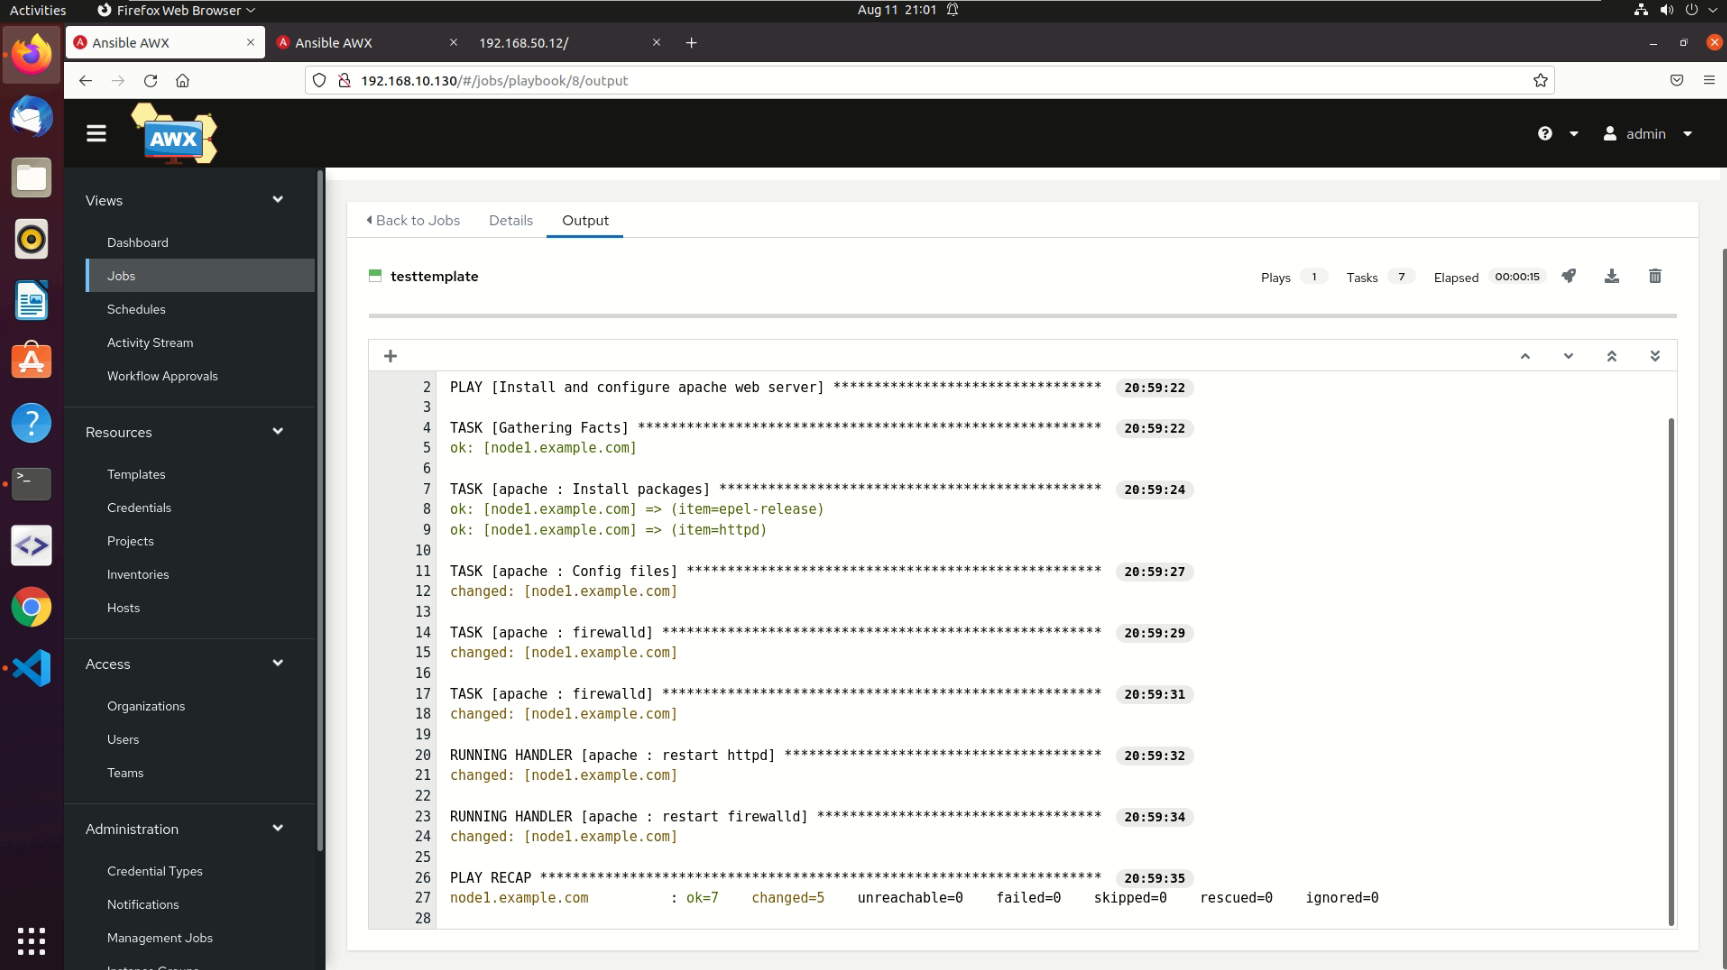 Activities
Firefox Web Browser
Aug 11 21:01
Ansible AWX
Ansible AWX
192.168.50.12/
192.168.10.130/#/jobs/playbook/8/output
AWX
admin
Views
Dashboard
Jobs
Schedules
Activity Stream
Workflow Approvals
Resources
Templates
Credentials
Projects
Inventories
Hosts
Access
Organizations
Users
Teams
Administration
Credential Types
Notifications
Management Jobs
Back to Jobs
Details
Output
testtemplate
Plays 1 Tasks 7 Elapsed 00:00:15
2 PLAY [Install and configure apache web server] ********************************* 20:59:22
3
4 TASK [Gathering Facts] ********************************************************* 20:59:22
5 ok: [node1.example.com]
6
7 TASK [apache : Install packages] *********************************************** 20:59:24
8 ok: [node1.example.com] => (item=epel-release)
9 ok: [node1.example.com] => (item=httpd)
10
11 TASK [apache : Config files] *************************************************** 20:59:27
12 changed: [node1.example.com]
13
14 TASK [apache : firewalld] ****************************************************** 20:59:29
15 changed: [node1.example.com]
16
17 TASK [apache : firewalld] ****************************************************** 20:59:31
18 changed: [node1.example.com]
19
20 RUNNING HANDLER [apache : restart httpd] *************************************** 20:59:32
21 changed: [node1.example.com]
22
23 RUNNING HANDLER [apache : restart firewalld] *********************************** 20:59:34
24 changed: [node1.example.com]
25
26 PLAY RECAP ********************************************************************* 20:59:35
27 node1.example.com : ok=7 changed=5 unreachable=0 failed=0 skipped=0 rescued=0 ignored=0
28